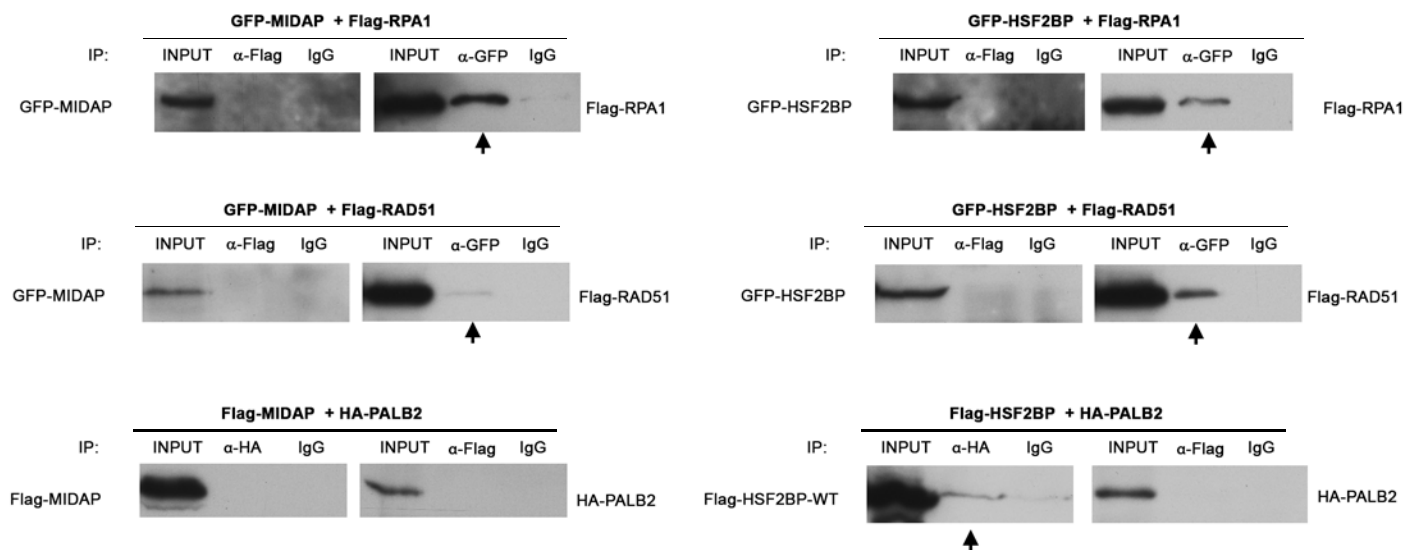 GFP-MIDAP + Flag-RPA1
IP: INPUT α-Flag IgG INPUT α-GFP IgG
GFP-MIDAP Flag-RPA1
GFP-HSF2BP + Flag-RPA1
IP: INPUT α-Flag IgG INPUT α-GFP IgG
GFP-HSF2BP Flag-RPA1
GFP-MIDAP + Flag-RAD51
IP: INPUT α-Flag IgG INPUT α-GFP IgG
GFP-MIDAP Flag-RAD51
GFP-HSF2BP + Flag-RAD51
IP: INPUT α-Flag IgG INPUT α-GFP IgG
GFP-HSF2BP Flag-RAD51
Flag-MIDAP + HA-PALB2
IP: INPUT α-HA IgG INPUT α-Flag IgG
Flag-MIDAP HA-PALB2
Flag-HSF2BP + HA-PALB2
IP: INPUT α-HA IgG INPUT α-Flag IgG
Flag-HSF2BP-WT HA-PALB2